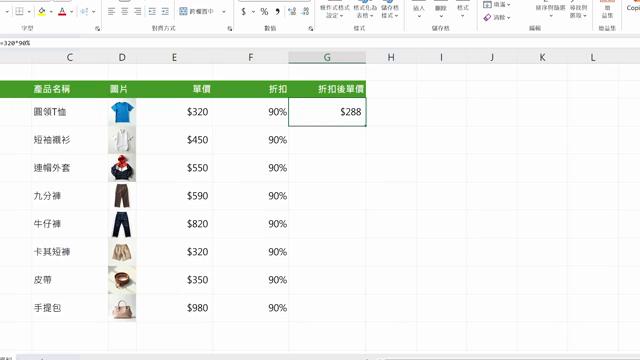 跨欄置中
$ % ,
條件式格式設定
格式化為表格
儲存格樣式
插入
刪除
格式
填滿
清除
排序與篩選
尋找與選取
增益集
Copi
對齊方式
數值
儲存格
編輯
增益集
=320*90%
C D E F G H I J K L
產品名稱 圖片 單價 折扣 折扣後單價
圓領T恤 $320 90% $288
短袖襯衫 $450 90%
連帽外套 $550 90%
九分褲 $590 90%
牛仔褲 $820 90%
卡其短褲 $320 90%
皮帶 $350 90%
手提包 $980 90%